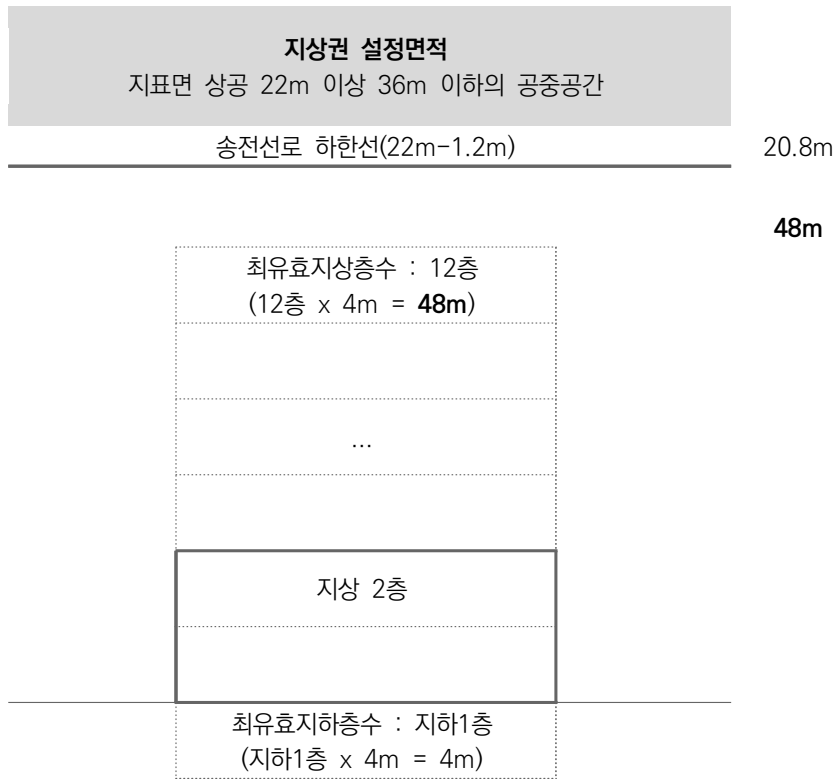 지상권 설정면적
지표면 상공 22m 이상 36m 이하의 공중공간
송전선로 하한선(22m-1.2m)
20.8m
48m
최유효지상층수 : 12층
(12층 x 4m = 48m)
...
지상 2층
최유효지하층수 : 지하1층
(지하1층 x 4m = 4m)